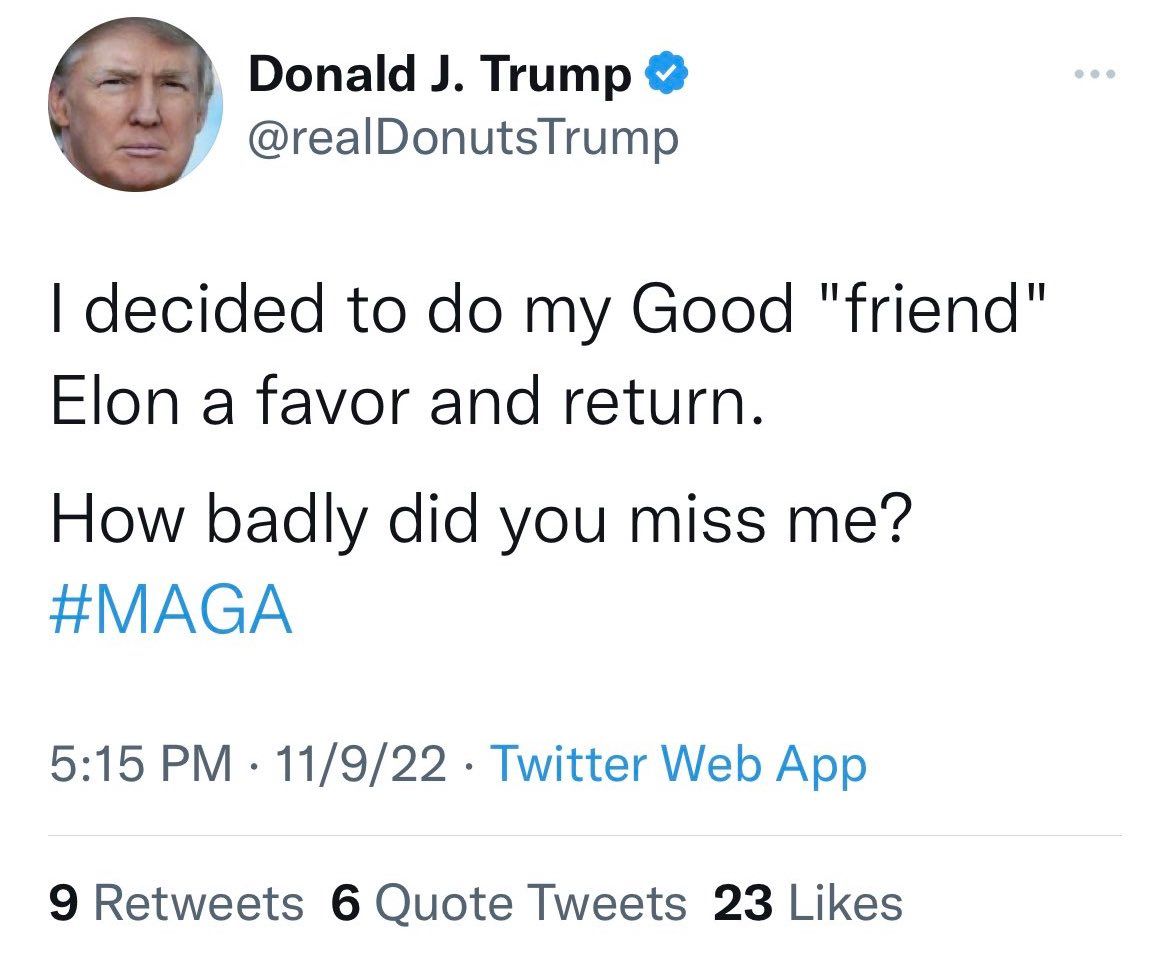 Donald J. Trump
@realDonutsTrump
I decided to do my Good "friend"
Elon a favor and return.
How badly did you miss me?
#MAGA
5:15 PM · 11/9/22 · Twitter Web App
9 Retweets 6 Quote Tweets 23 Likes